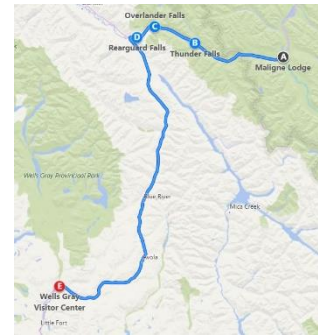 Overlander Falls
C
D
B
Rearguard Falls
Thunder Falls
A
Maligne Lodge
Wells Gray Provincial Park
Blue River
Mica Creek
Avola
E
Wells Gray
Visitor Center
Little Fort